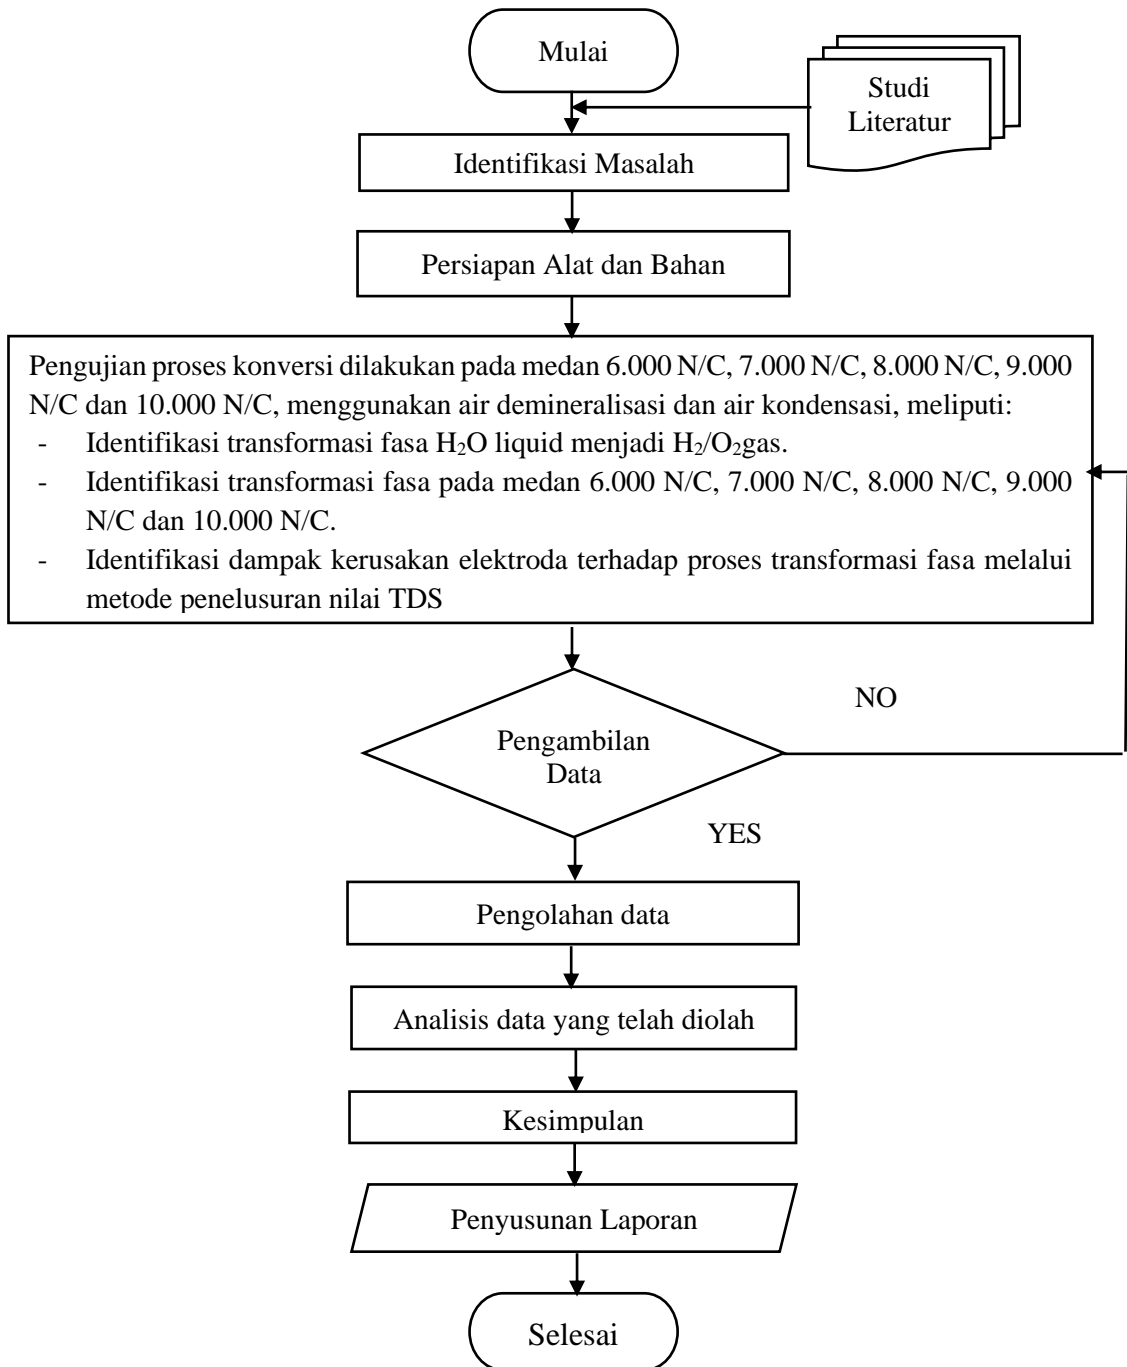 Mulai
Studi
Literatur
Identifikasi Masalah
Persiapan Alat dan Bahan
Pengujian proses konversi dilakukan pada medan 6.000 N/C, 7.000 N/C, 8.000 N/C, 9.000
N/C dan 10.000 N/C, menggunakan air demineralisasi dan air kondensasi, meliputi:
- Identifikasi transformasi fasa H₂O liquid menjadi H₂/O₂gas.
- Identifikasi transformasi fasa pada medan 6.000 N/C, 7.000 N/C, 8.000 N/C, 9.000
N/C dan 10.000 N/C.
- Identifikasi dampak kerusakan elektroda terhadap proses transformasi fasa melalui
metode penelusuran nilai TDS
NO
Pengambilan
Data
YES
Pengolahan data
Analisis data yang telah diolah
Kesimpulan
Penyusunan Laporan
Selesai